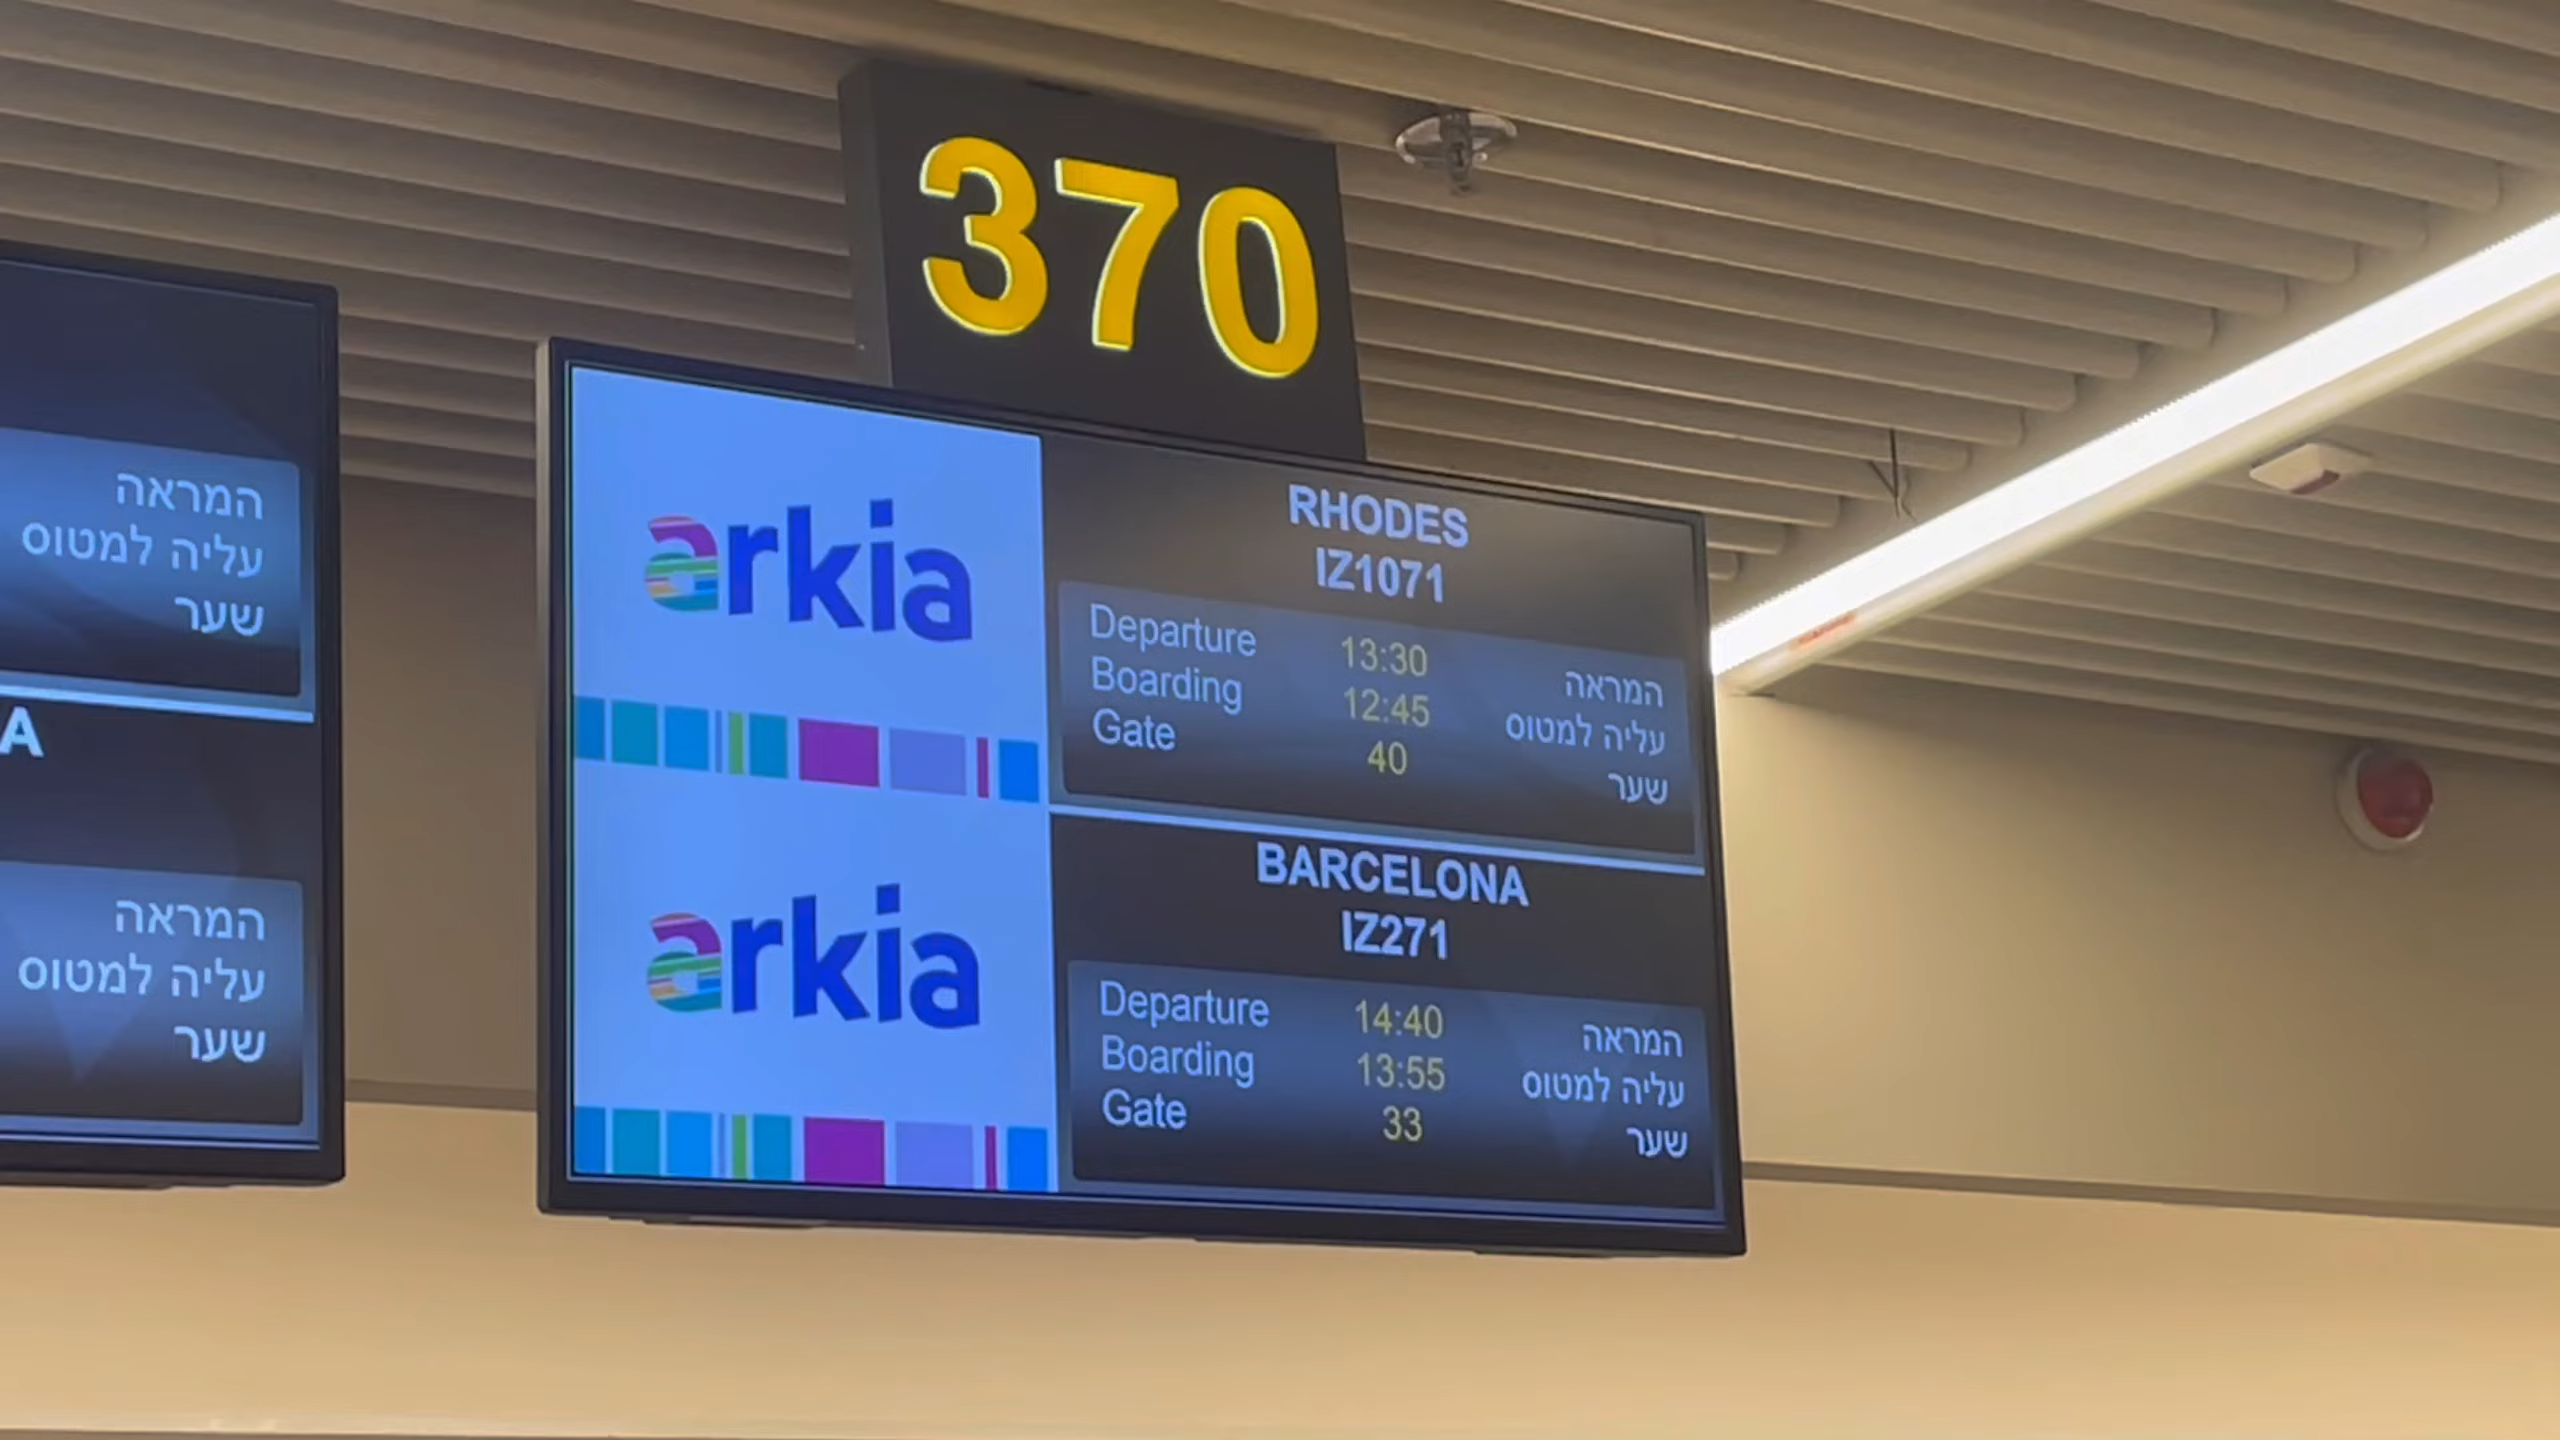 370
המראה
עליה למטוס
שער
A
המראה
עליה למטוס
שער
arkia
RHODES
IZ1071
Departure 13:30 המראה
Boarding 12:45 עליה למטוס
Gate 40 שער
arkia
BARCELONA
IZ271
Departure 14:40 המראה
Boarding 13:55 עליה למטוס
Gate 33 שער